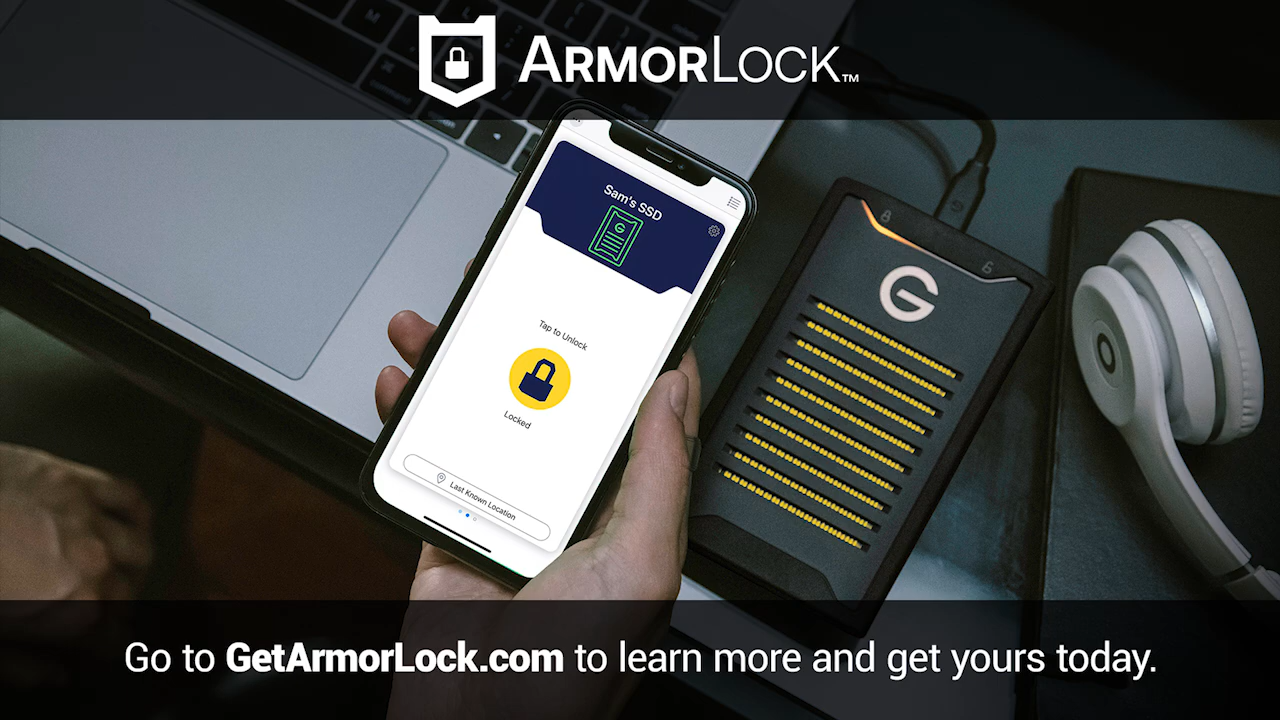 ARMORLOCK™
Sam's SSD
G
Tap to Unlock
Locked
Last Known Location
G
Go to GetArmorLock.com to learn more and get yours today.